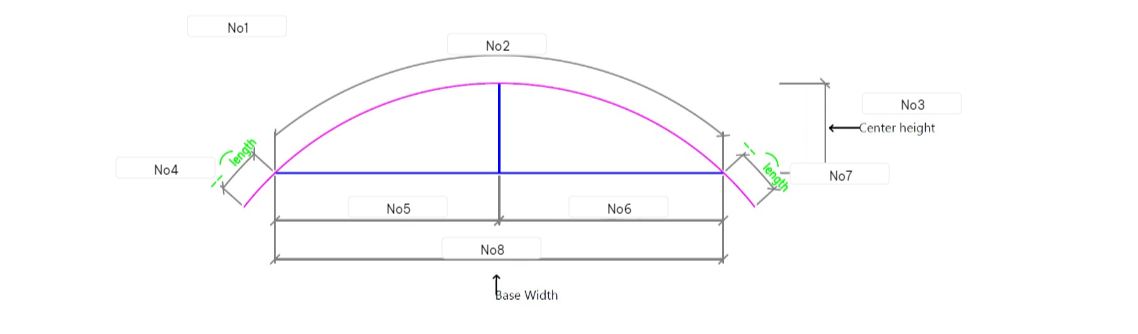 No1
No2
No3
Center height
No4
length
length
No7
No5
No6
No8
Base Width